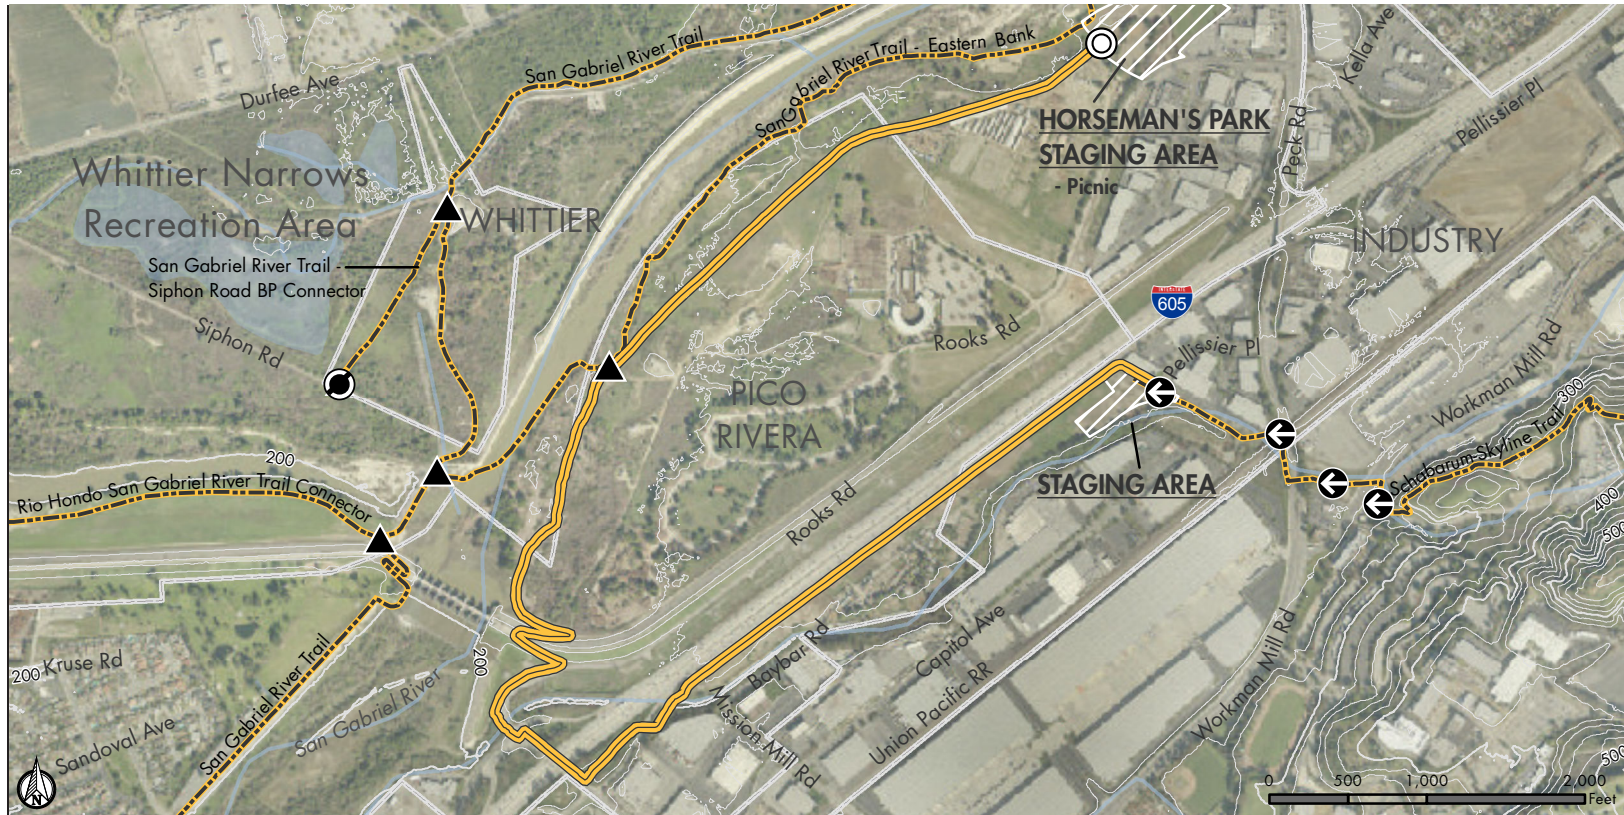 San Gabriel River Trail
San Gabriel River Trail - Eastern Bank
Kella Ave
Durfee Ave
Peck Rd
Pellissier Pl
HORSEMAN'S PARK
STAGING AREA
- Picnic
Whittier Narrows
Recreation Area
WHITTIER
INDUSTRY
San Gabriel River Trail -
Siphon Road BP Connector
INTERSTATE
605
Siphon Rd
Rooks Rd
Pellissier Pl
Workman Mill Rd
300
PICO
RIVERA
200
Schabarum-Skyline Trail
STAGING AREA
Rio Hondo San Gabriel River Trail Connector
Rooks Rd
400
500
Capitol Ave
Baybar Rd
Workman Mill Rd
200
Kruse Rd
200
San Gabriel River Trail
San Gabriel River
Mission Mill Rd
Union Pacific RR
Sandoval Ave
500
N
0 500 1,000 2,000
Feet